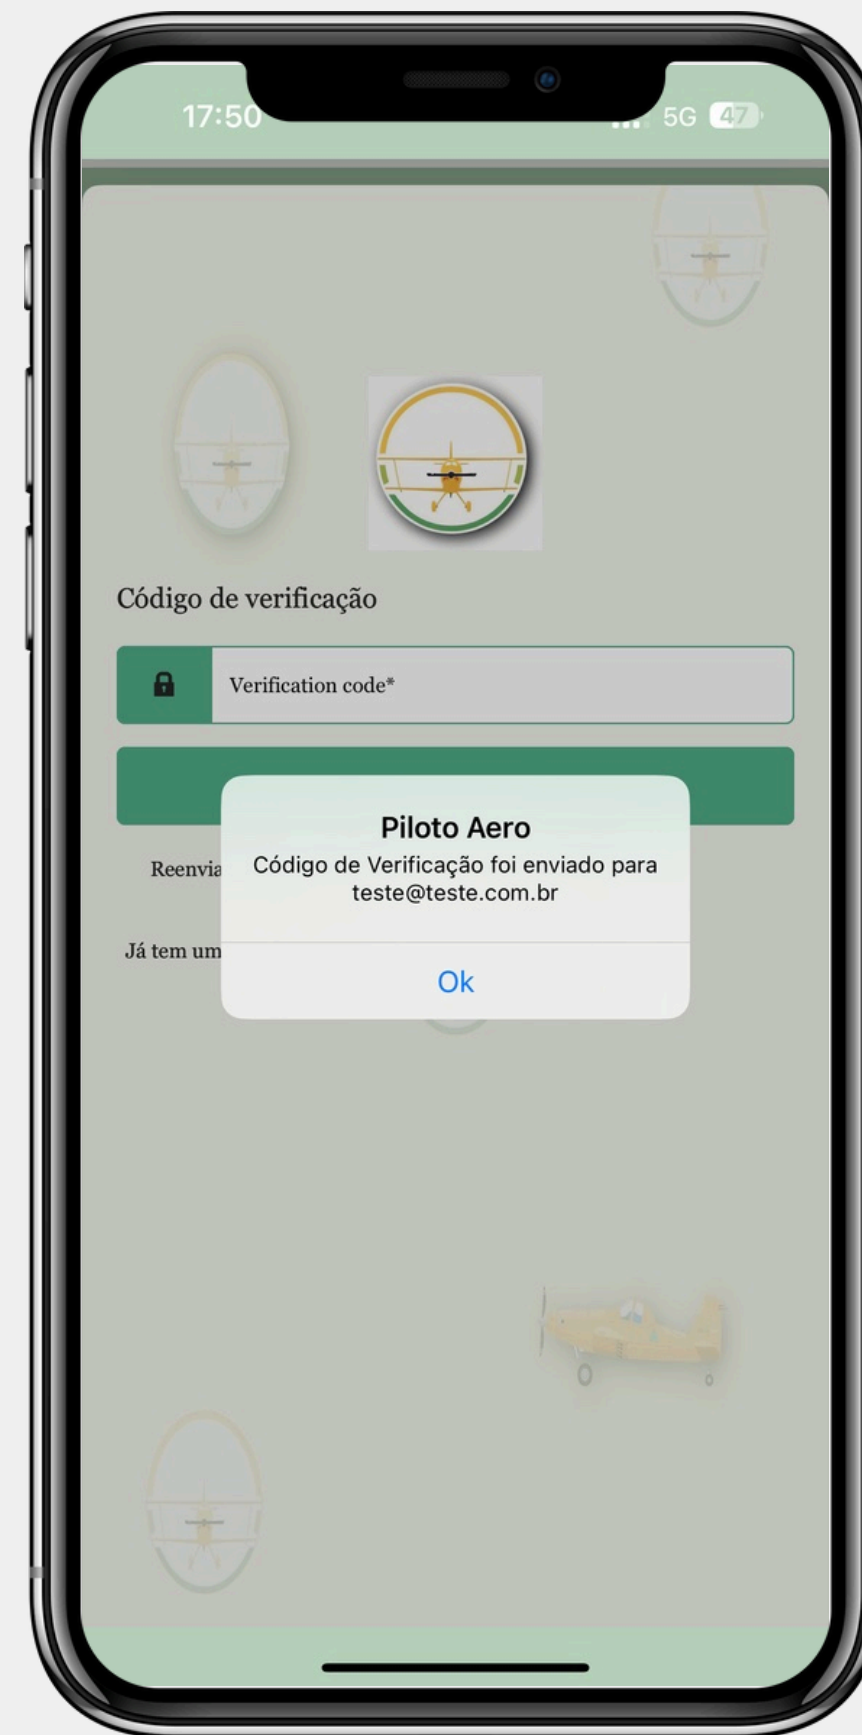 17:50 5G 47
Código de verificação
Verification code*
Piloto Aero
Código de Verificação foi enviado para
teste@teste.com.br
Reenvia
Já tem um
Ok